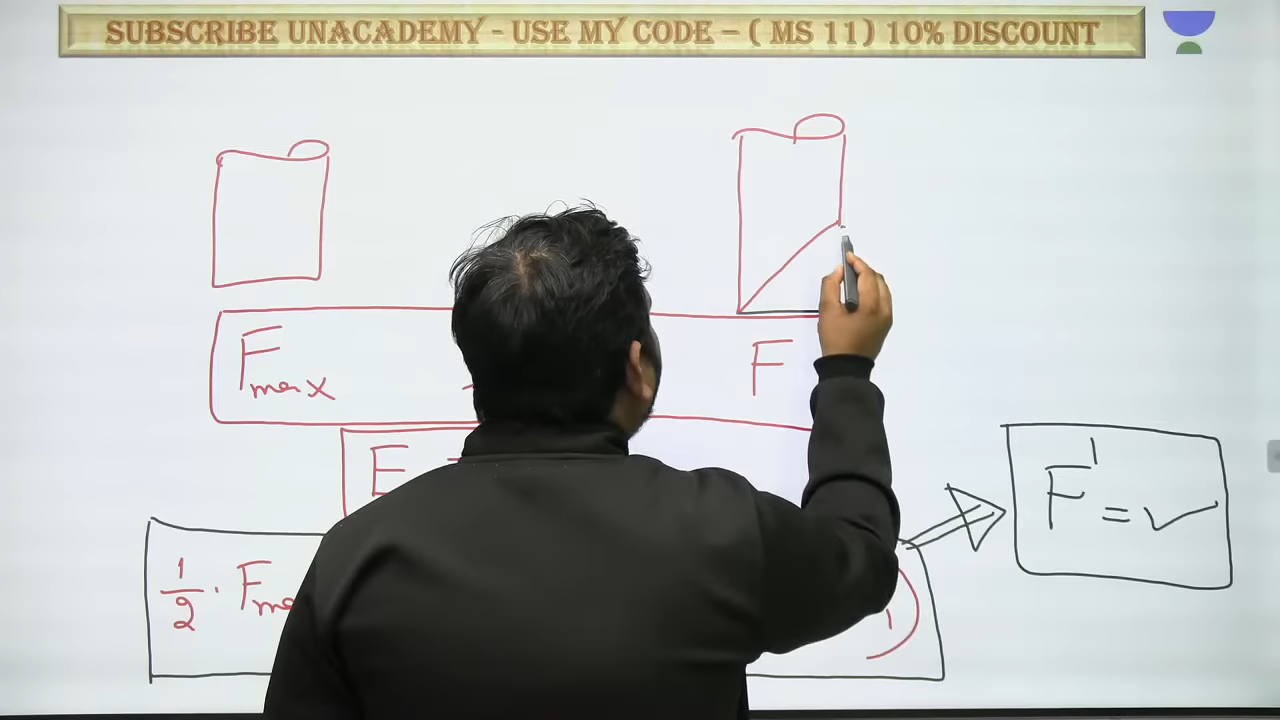 SUBSCRIBE UNACADEMY - USE MY CODE – ( MS 11) 10% DISCOUNT
F max
F
E
F' = ✓
1/2 · F